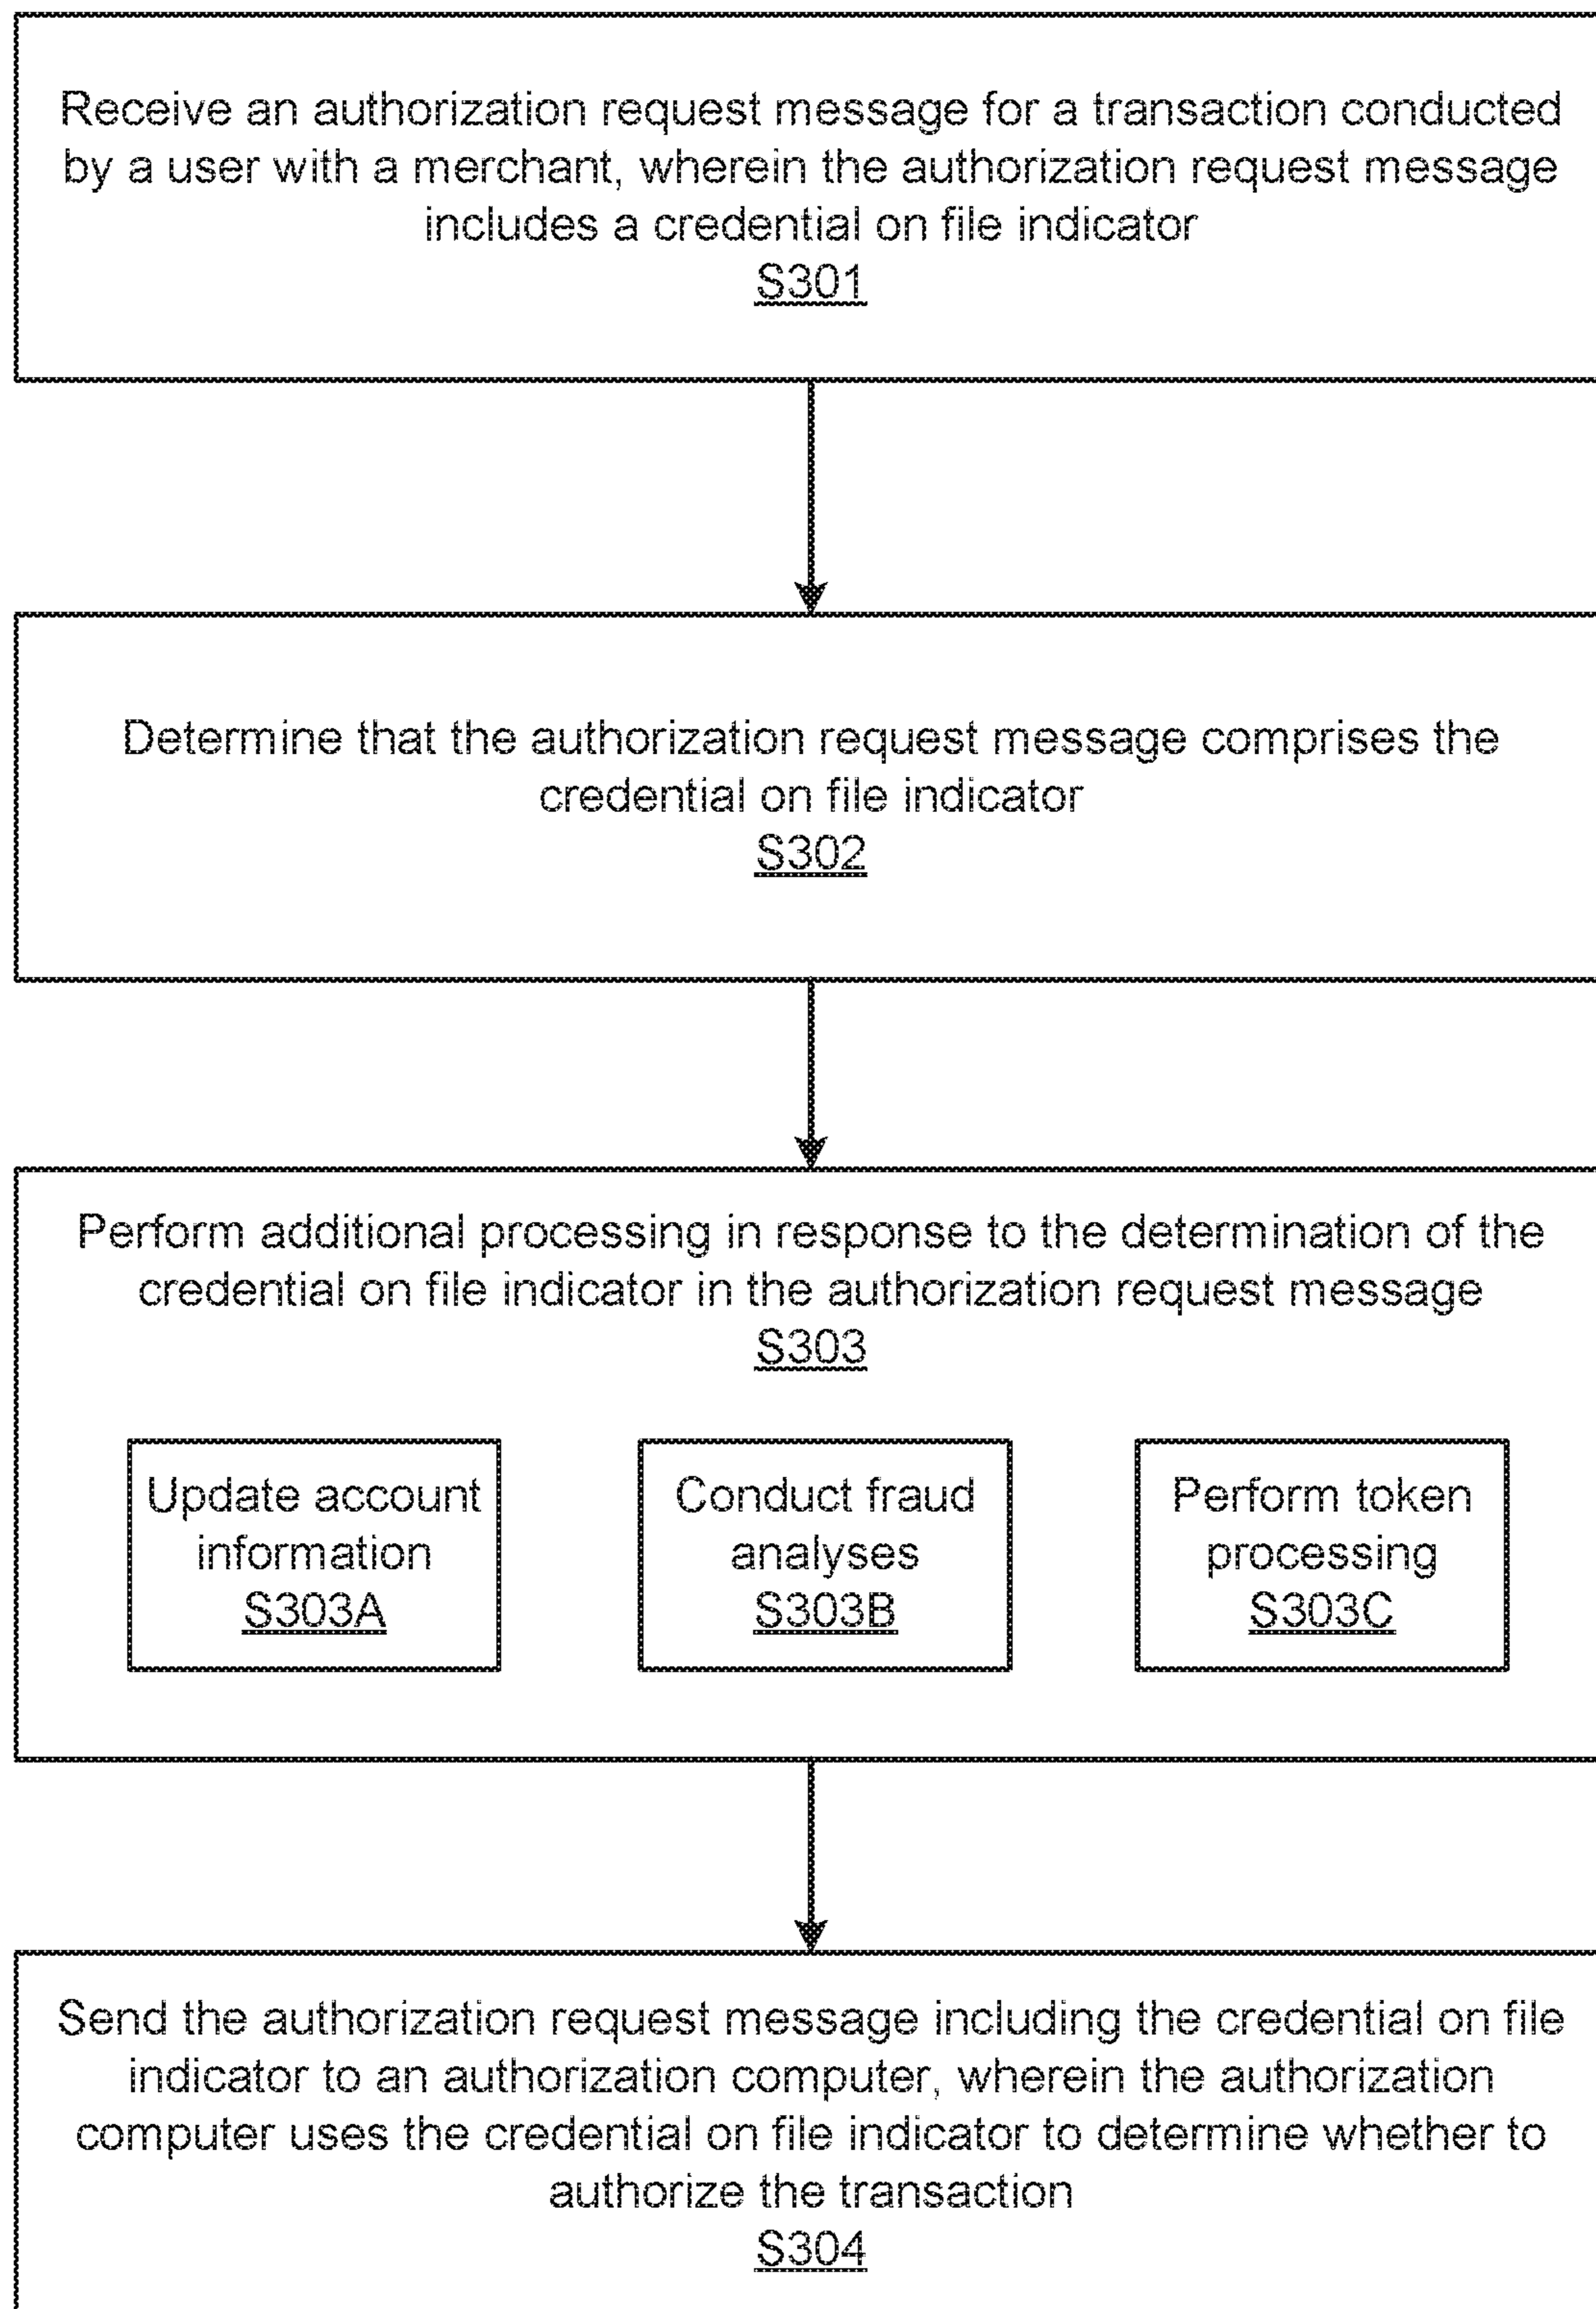 Receive an authorization request message for a transaction conducted
by a user with a merchant, wherein the authorization request message
includes a credential on file indicator
S301
Determine that the authorization request message comprises the
credential on file indicator
S302
Perform additional processing in response to the determination of the
credential on file indicator in the authorization request message
S303
Update account
information
S303A
Conduct fraud
analyses
S303B
Perform token
processing
S303C
Send the authorization request message including the credential on file
indicator to an authorization computer, wherein the authorization
computer uses the credential on file indicator to determine whether to
authorize the transaction
S304